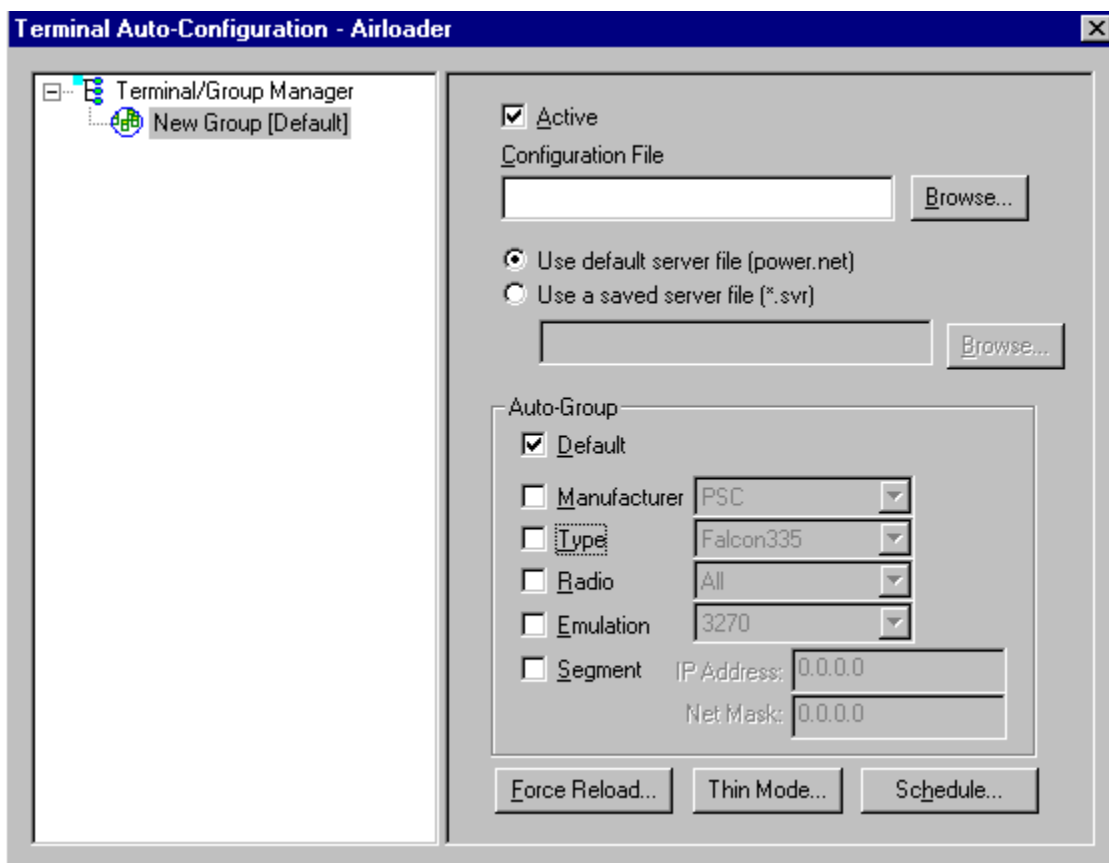 Terminal Auto-Configuration - Airloader
Terminal/Group Manager
New Group [Default]
Active
Configuration File
Browse...
Use default server file (power.net)
Use a saved server file (*.svr)
Browse...
Auto-Group
Default
Manufacturer PSC
Type Falcon335
Radio All
Emulation 3270
Segment IP Address: 0.0.0.0
Net Mask: 0.0.0.0
Force Reload... Thin Mode... Schedule...